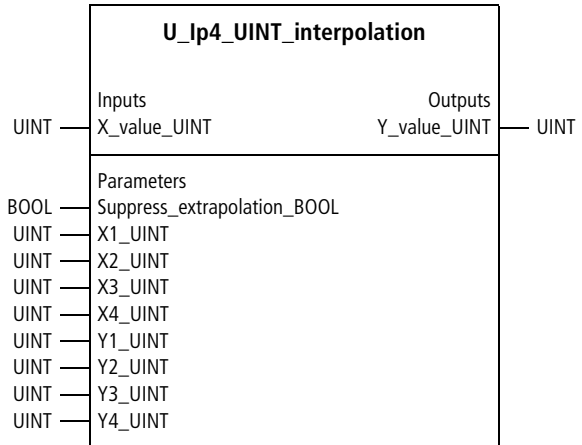 U_Ip4_UINT_interpolation
Inputs Outputs
UINT X_value_UINT Y_value_UINT UINT
Parameters
BOOL Suppress_extrapolation_BOOL
UINT X1_UINT
UINT X2_UINT
UINT X3_UINT
UINT X4_UINT
UINT Y1_UINT
UINT Y2_UINT
UINT Y3_UINT
UINT Y4_UINT